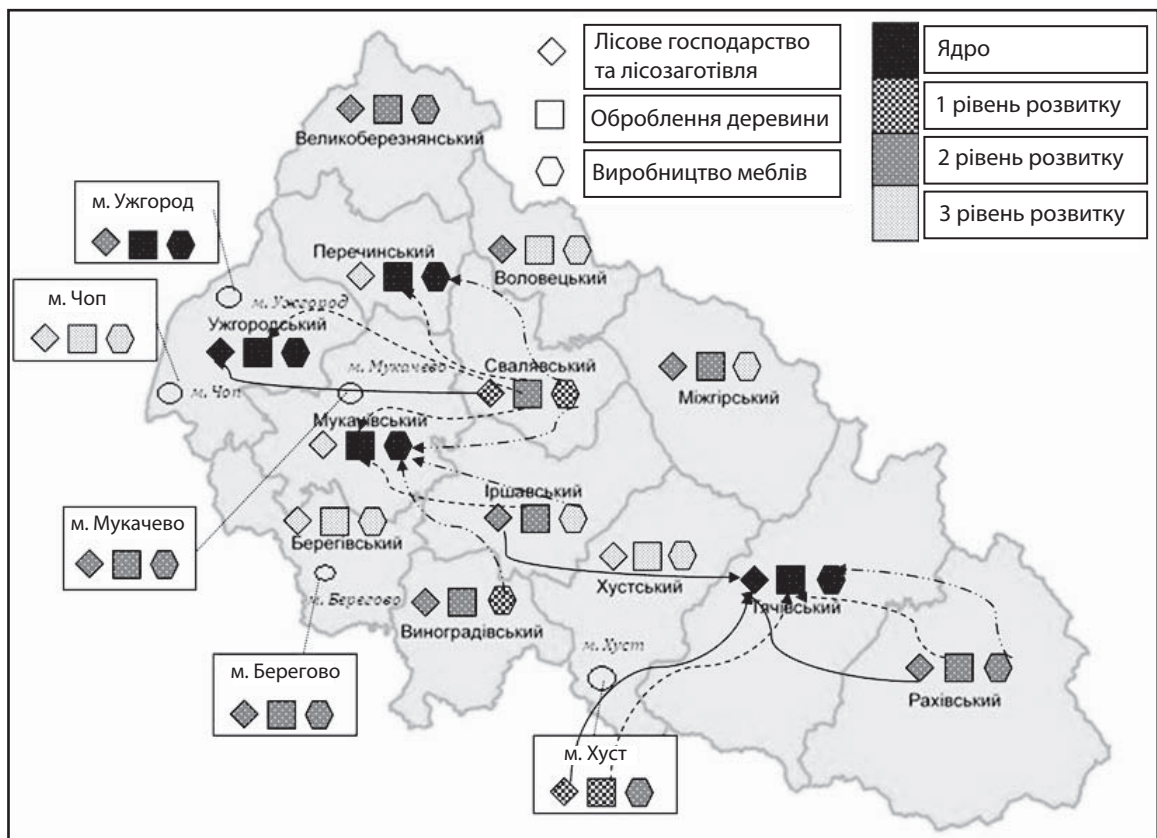 Лісове господарство
та лісозаготівля
Оброблення деревини
Виробництво меблів
Ядро
1 рівень розвитку
2 рівень розвитку
3 рівень розвитку
Великоберезнянський
м. Ужгород
Перечинський
Воловецький
м. Чоп
м. Ужгород
Ужгородський
м. Чоп
м. Мукачево
Свалявський
Міжгірський
Мукачівський
Іршавський
м. Мукачево
Берегівський
Хустський
Тячівський
м. Берегово
Виноградівський
м. Хуст
м. Берегово
Рахівський
м. Хуст